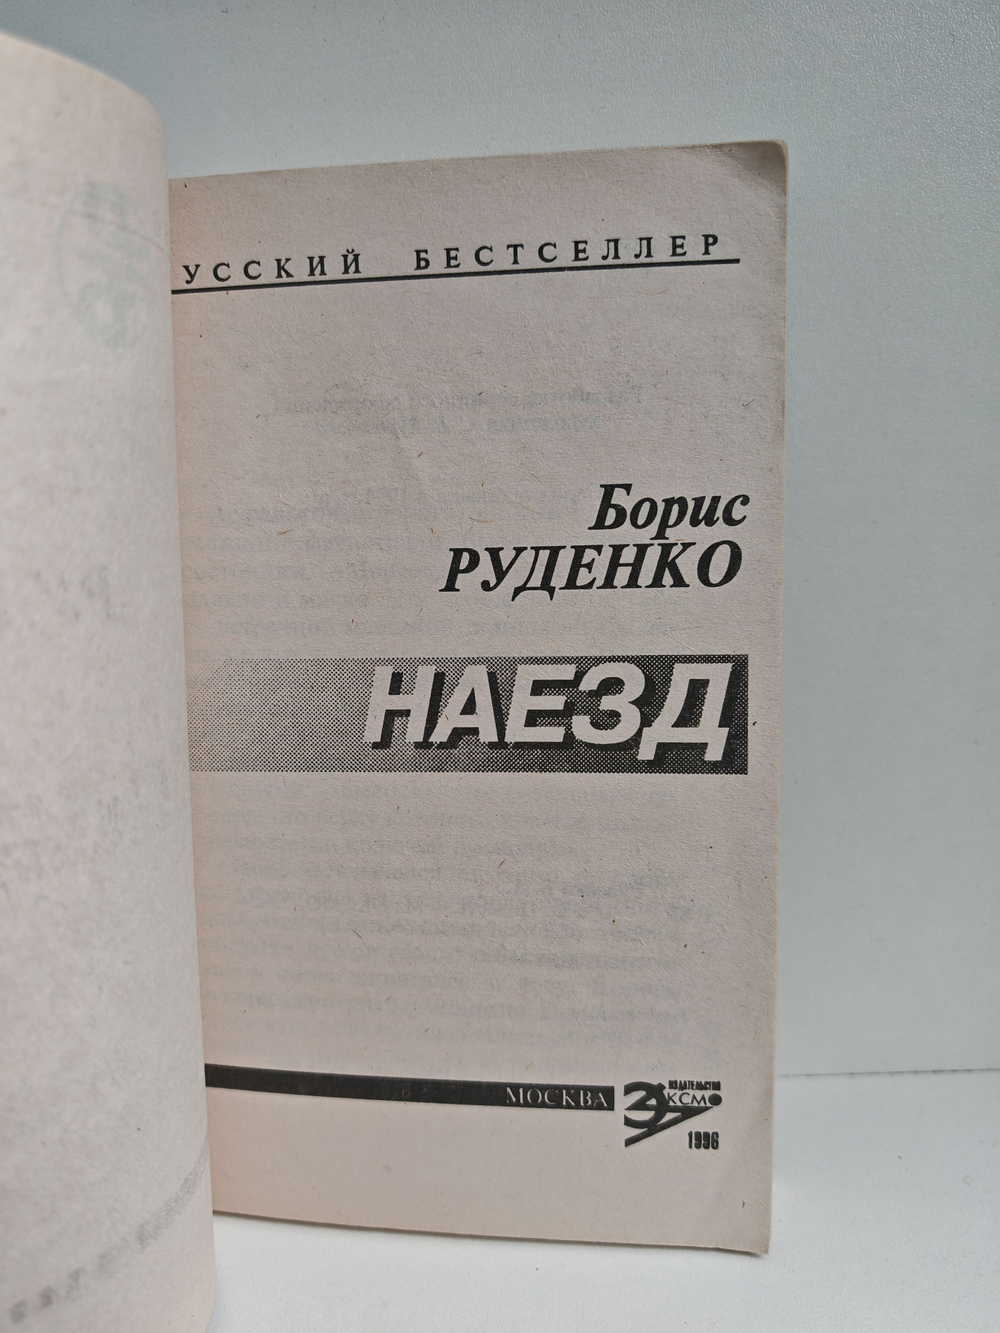 УССКИЙ БЕСТСЕЛЛЕР
Борис
РУДЕНКО
НАЕЗД
МОСКВА
ИЗДАТЕЛЬСТВО
ЭКСМО
1996